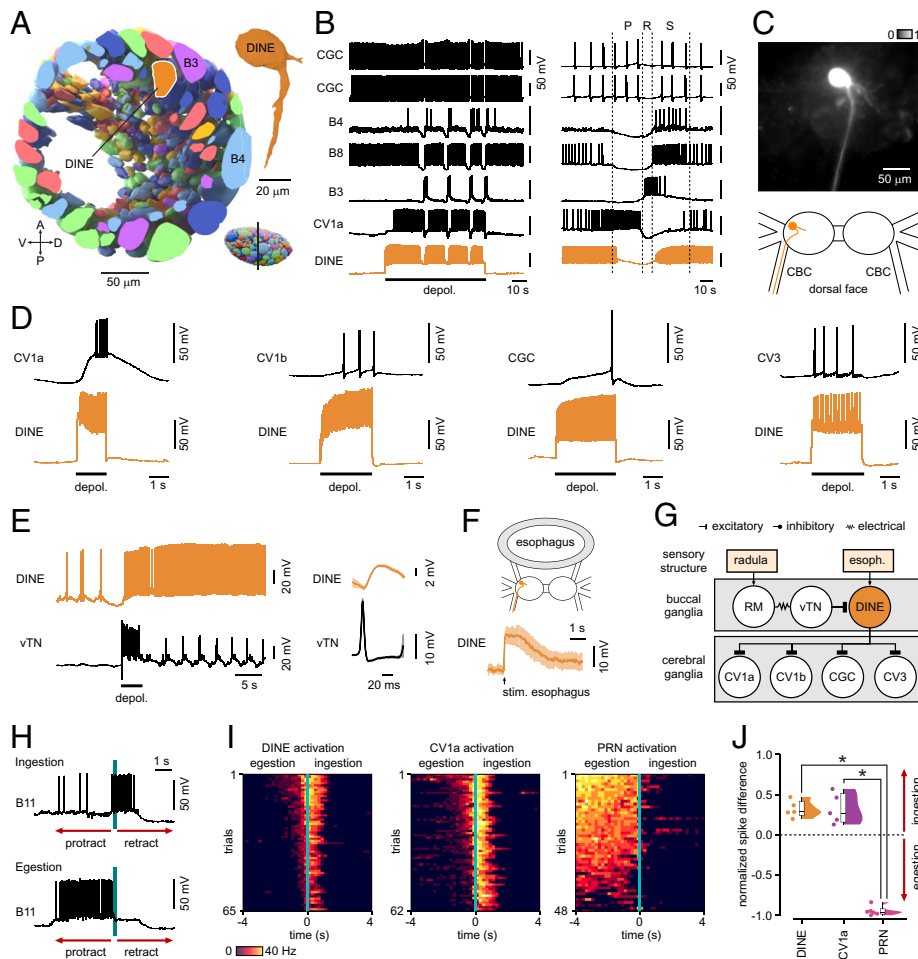 A
DINE
B3
DINE
B4
20 μm
A
V
D
P
50 μm
B
P R S
CGC
50 mV
50 mV
CGC
B4
B8
B3
CV1a
DINE
10 s
depol.
10 s
C
0 1
50 μm
CBC CBC
dorsal face
D
CV1a
50 mV
DINE
50 mV
depol.
1 s
CV1b
50 mV
DINE
50 mV
depol.
1 s
CGC
50 mV
DINE
50 mV
depol.
1 s
CV3
50 mV
DINE
50 mV
depol.
1 s
E
DINE
20 mV
vTN
20 mV
depol.
5 s
DINE
2 mV
vTN
10 mV
20 ms
F
esophagus
1 s
DINE
10 mV
stim. esophagus
G
excitatory inhibitory electrical
sensory structure
radula
esoph.
buccal ganglia
RM
vTN
DINE
cerebral ganglia
CV1a
CV1b
CGC
CV3
H
1 s
Ingestion
B11
50 mV
protract retract
Egestion
B11
50 mV
protract retract
I
DINE activation
egestion ingestion
1
trials
65
-4 0 4
time (s)
0 40 Hz
CV1a activation
egestion ingestion
1
trials
62
-4 0 4
time (s)
PRN activation
egestion ingestion
1
trials
48
-4 0 4
time (s)
J
normalized spike difference
1.0
0.5
0.0
-0.5
-1.0
*
*
ingestion
egestion
DINE
CV1a
PRN